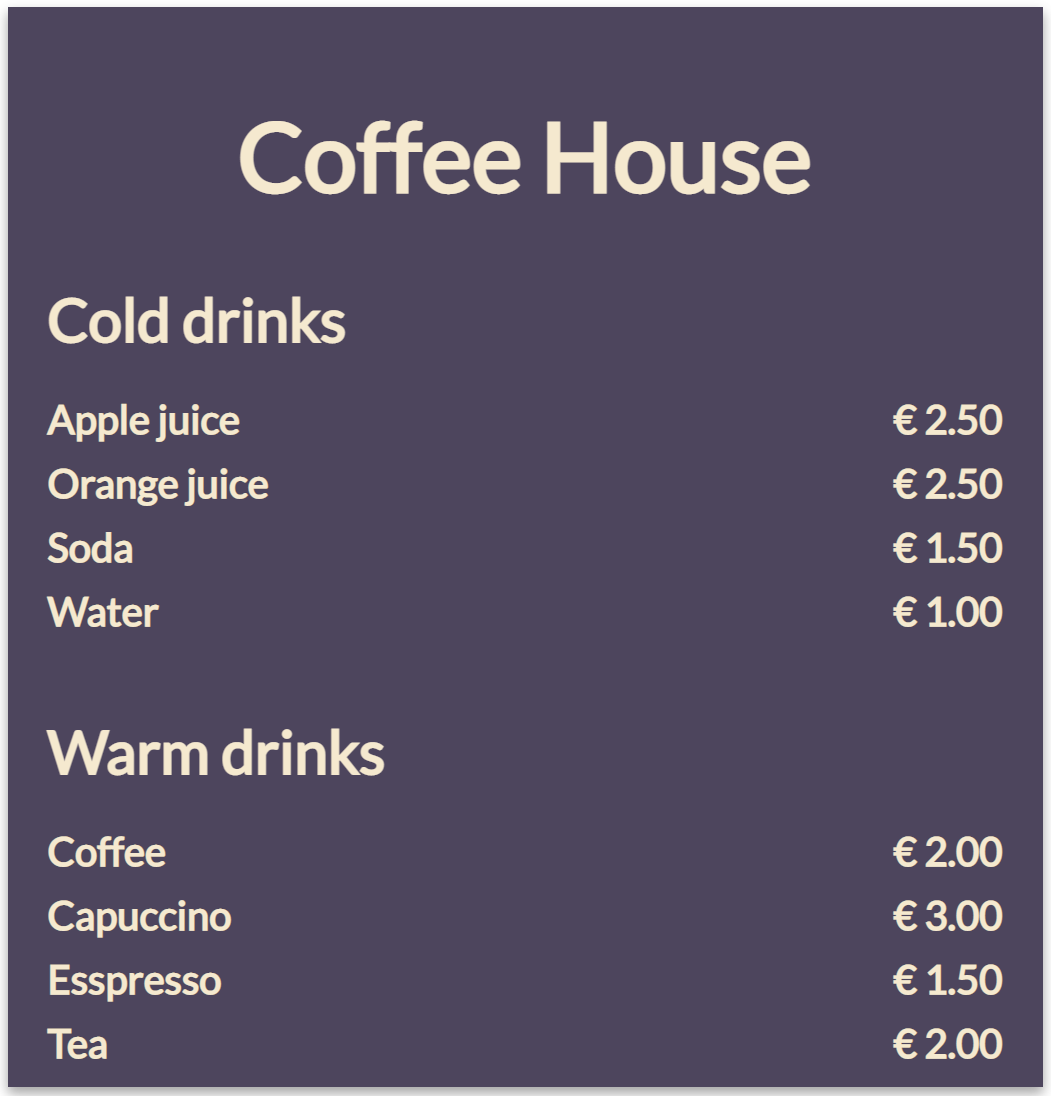 Coffee House
Cold drinks
Apple juice € 2.50
Orange juice € 2.50
Soda € 1.50
Water € 1.00
Warm drinks
Coffee € 2.00
Capuccino € 3.00
Esspresso € 1.50
Tea € 2.00